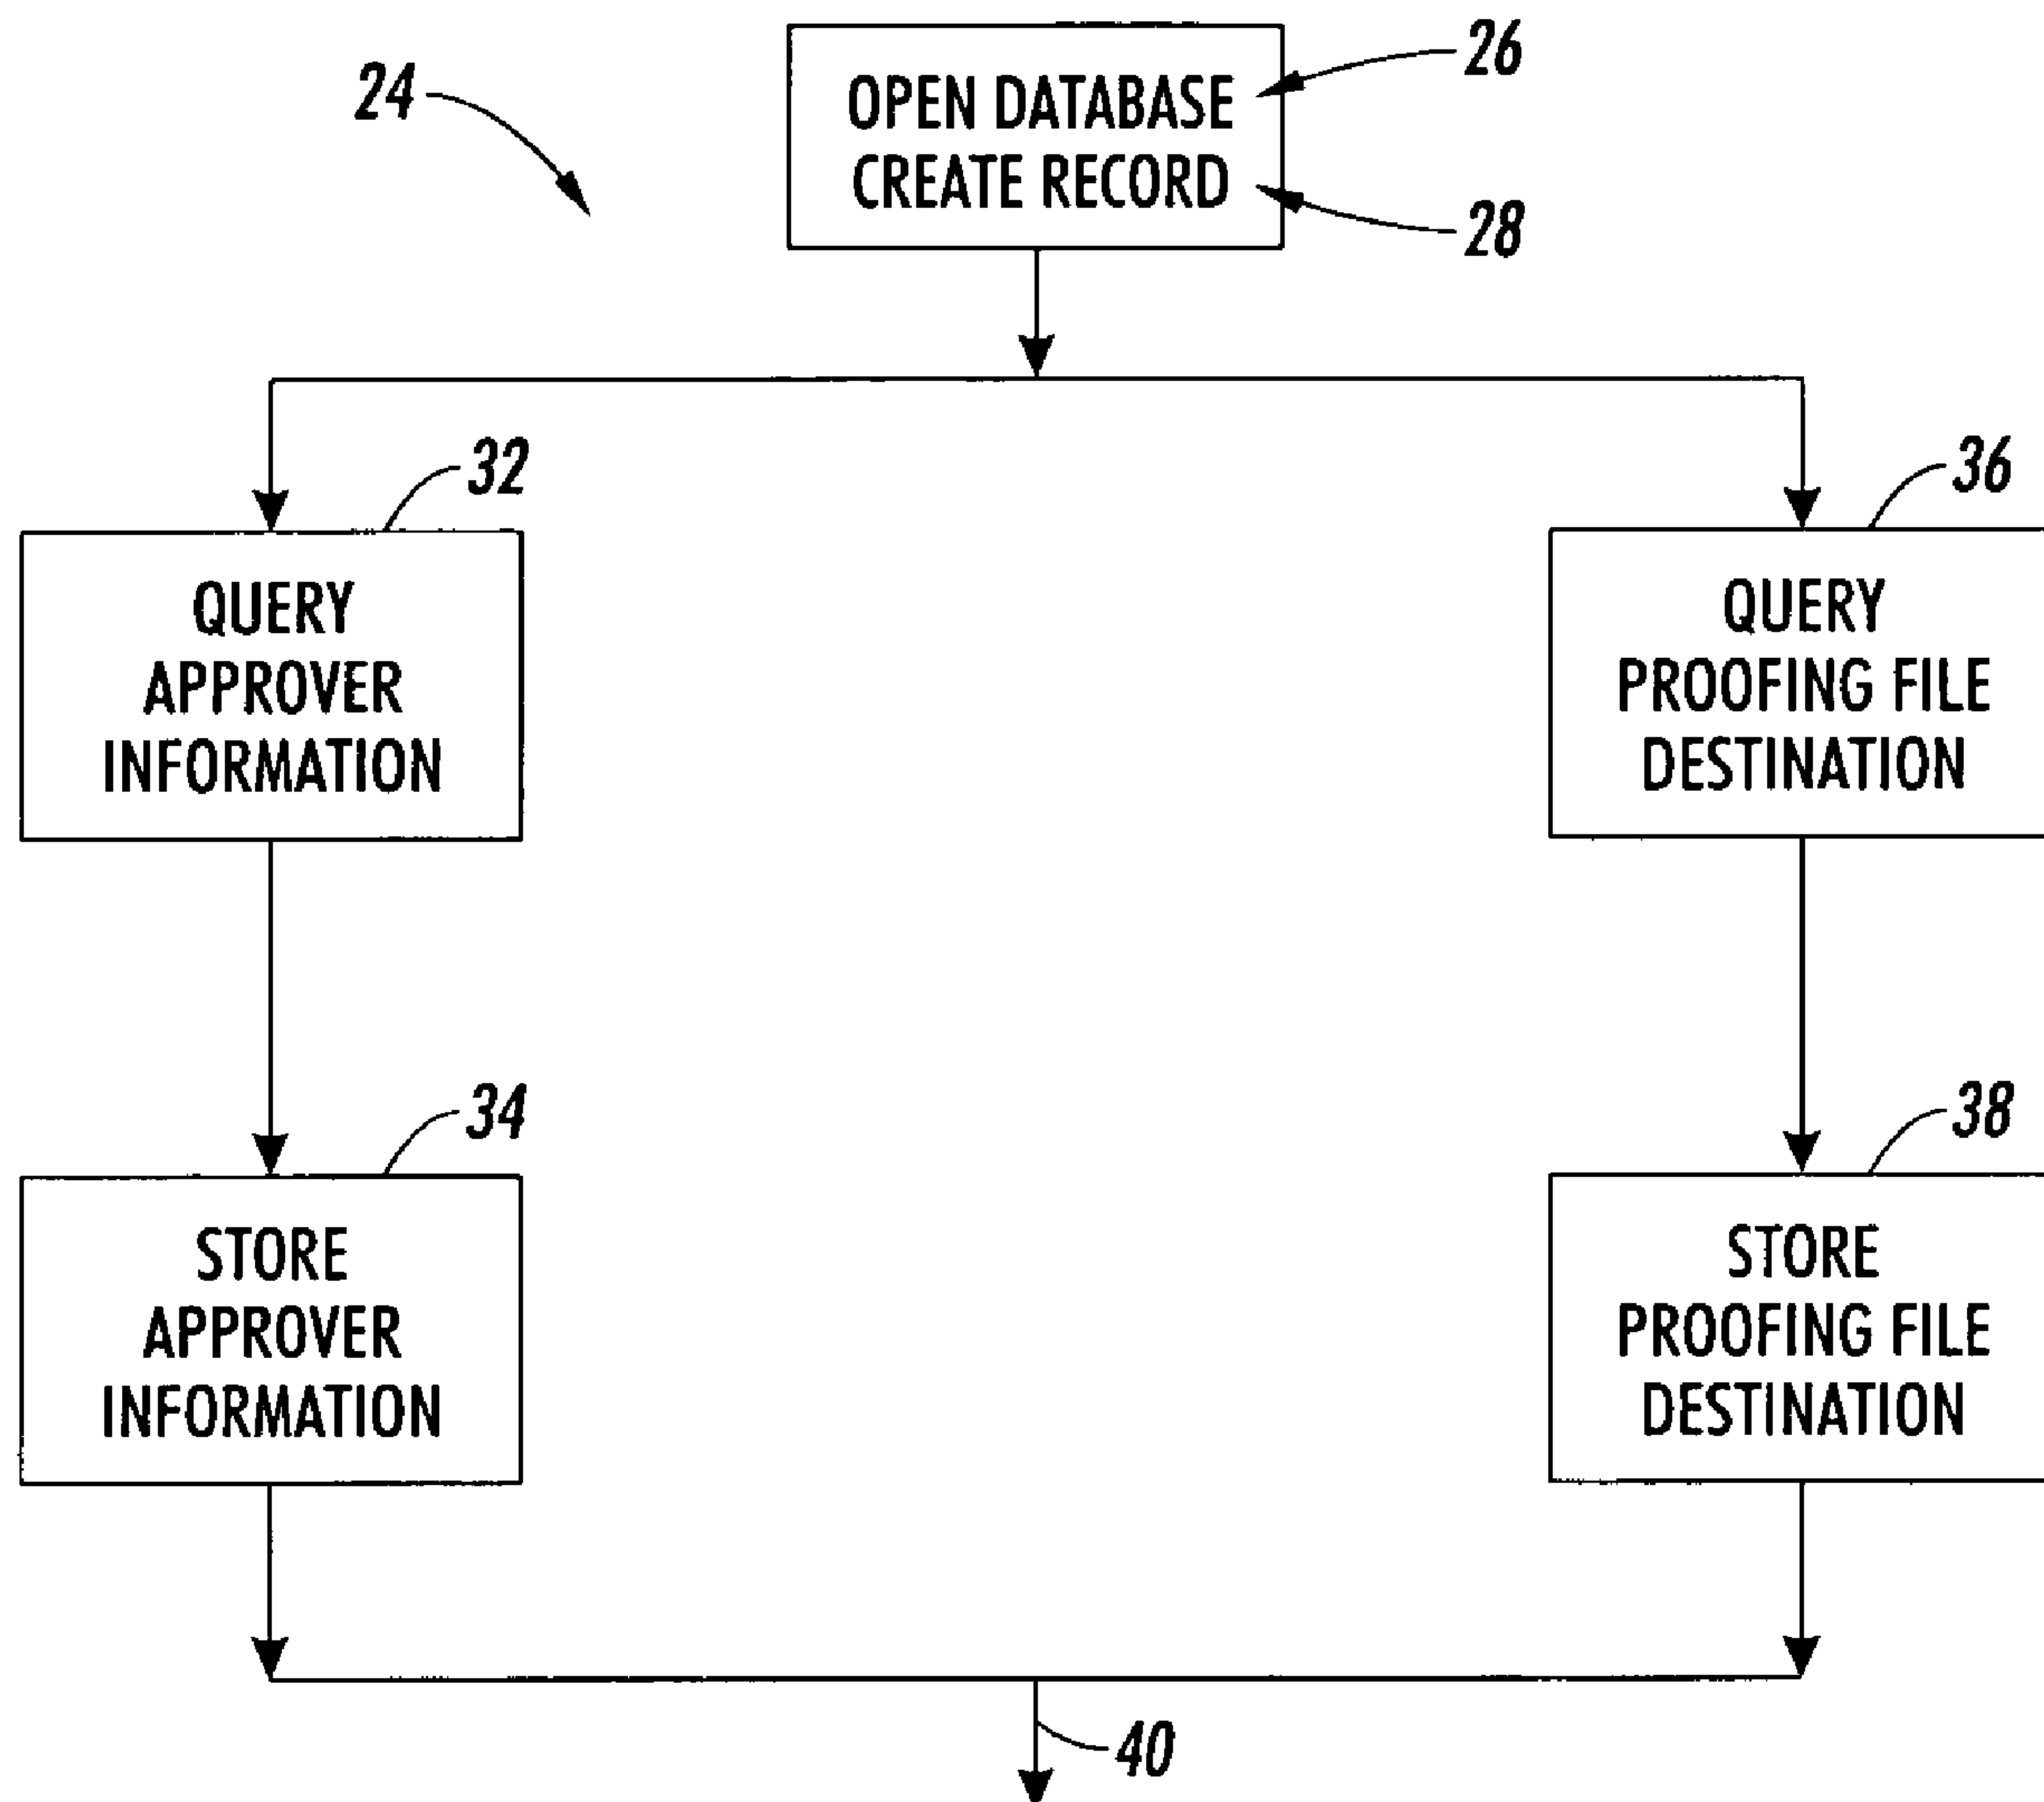 24
OPEN DATABASE
CREATE RECORD
26
28
32
QUERY
APPROVER
INFORMATION
36
QUERY
PROOFING FILE
DESTINATION
34
STORE
APPROVER
INFORMATION
38
STORE
PROOFING FILE
DESTINATION
40